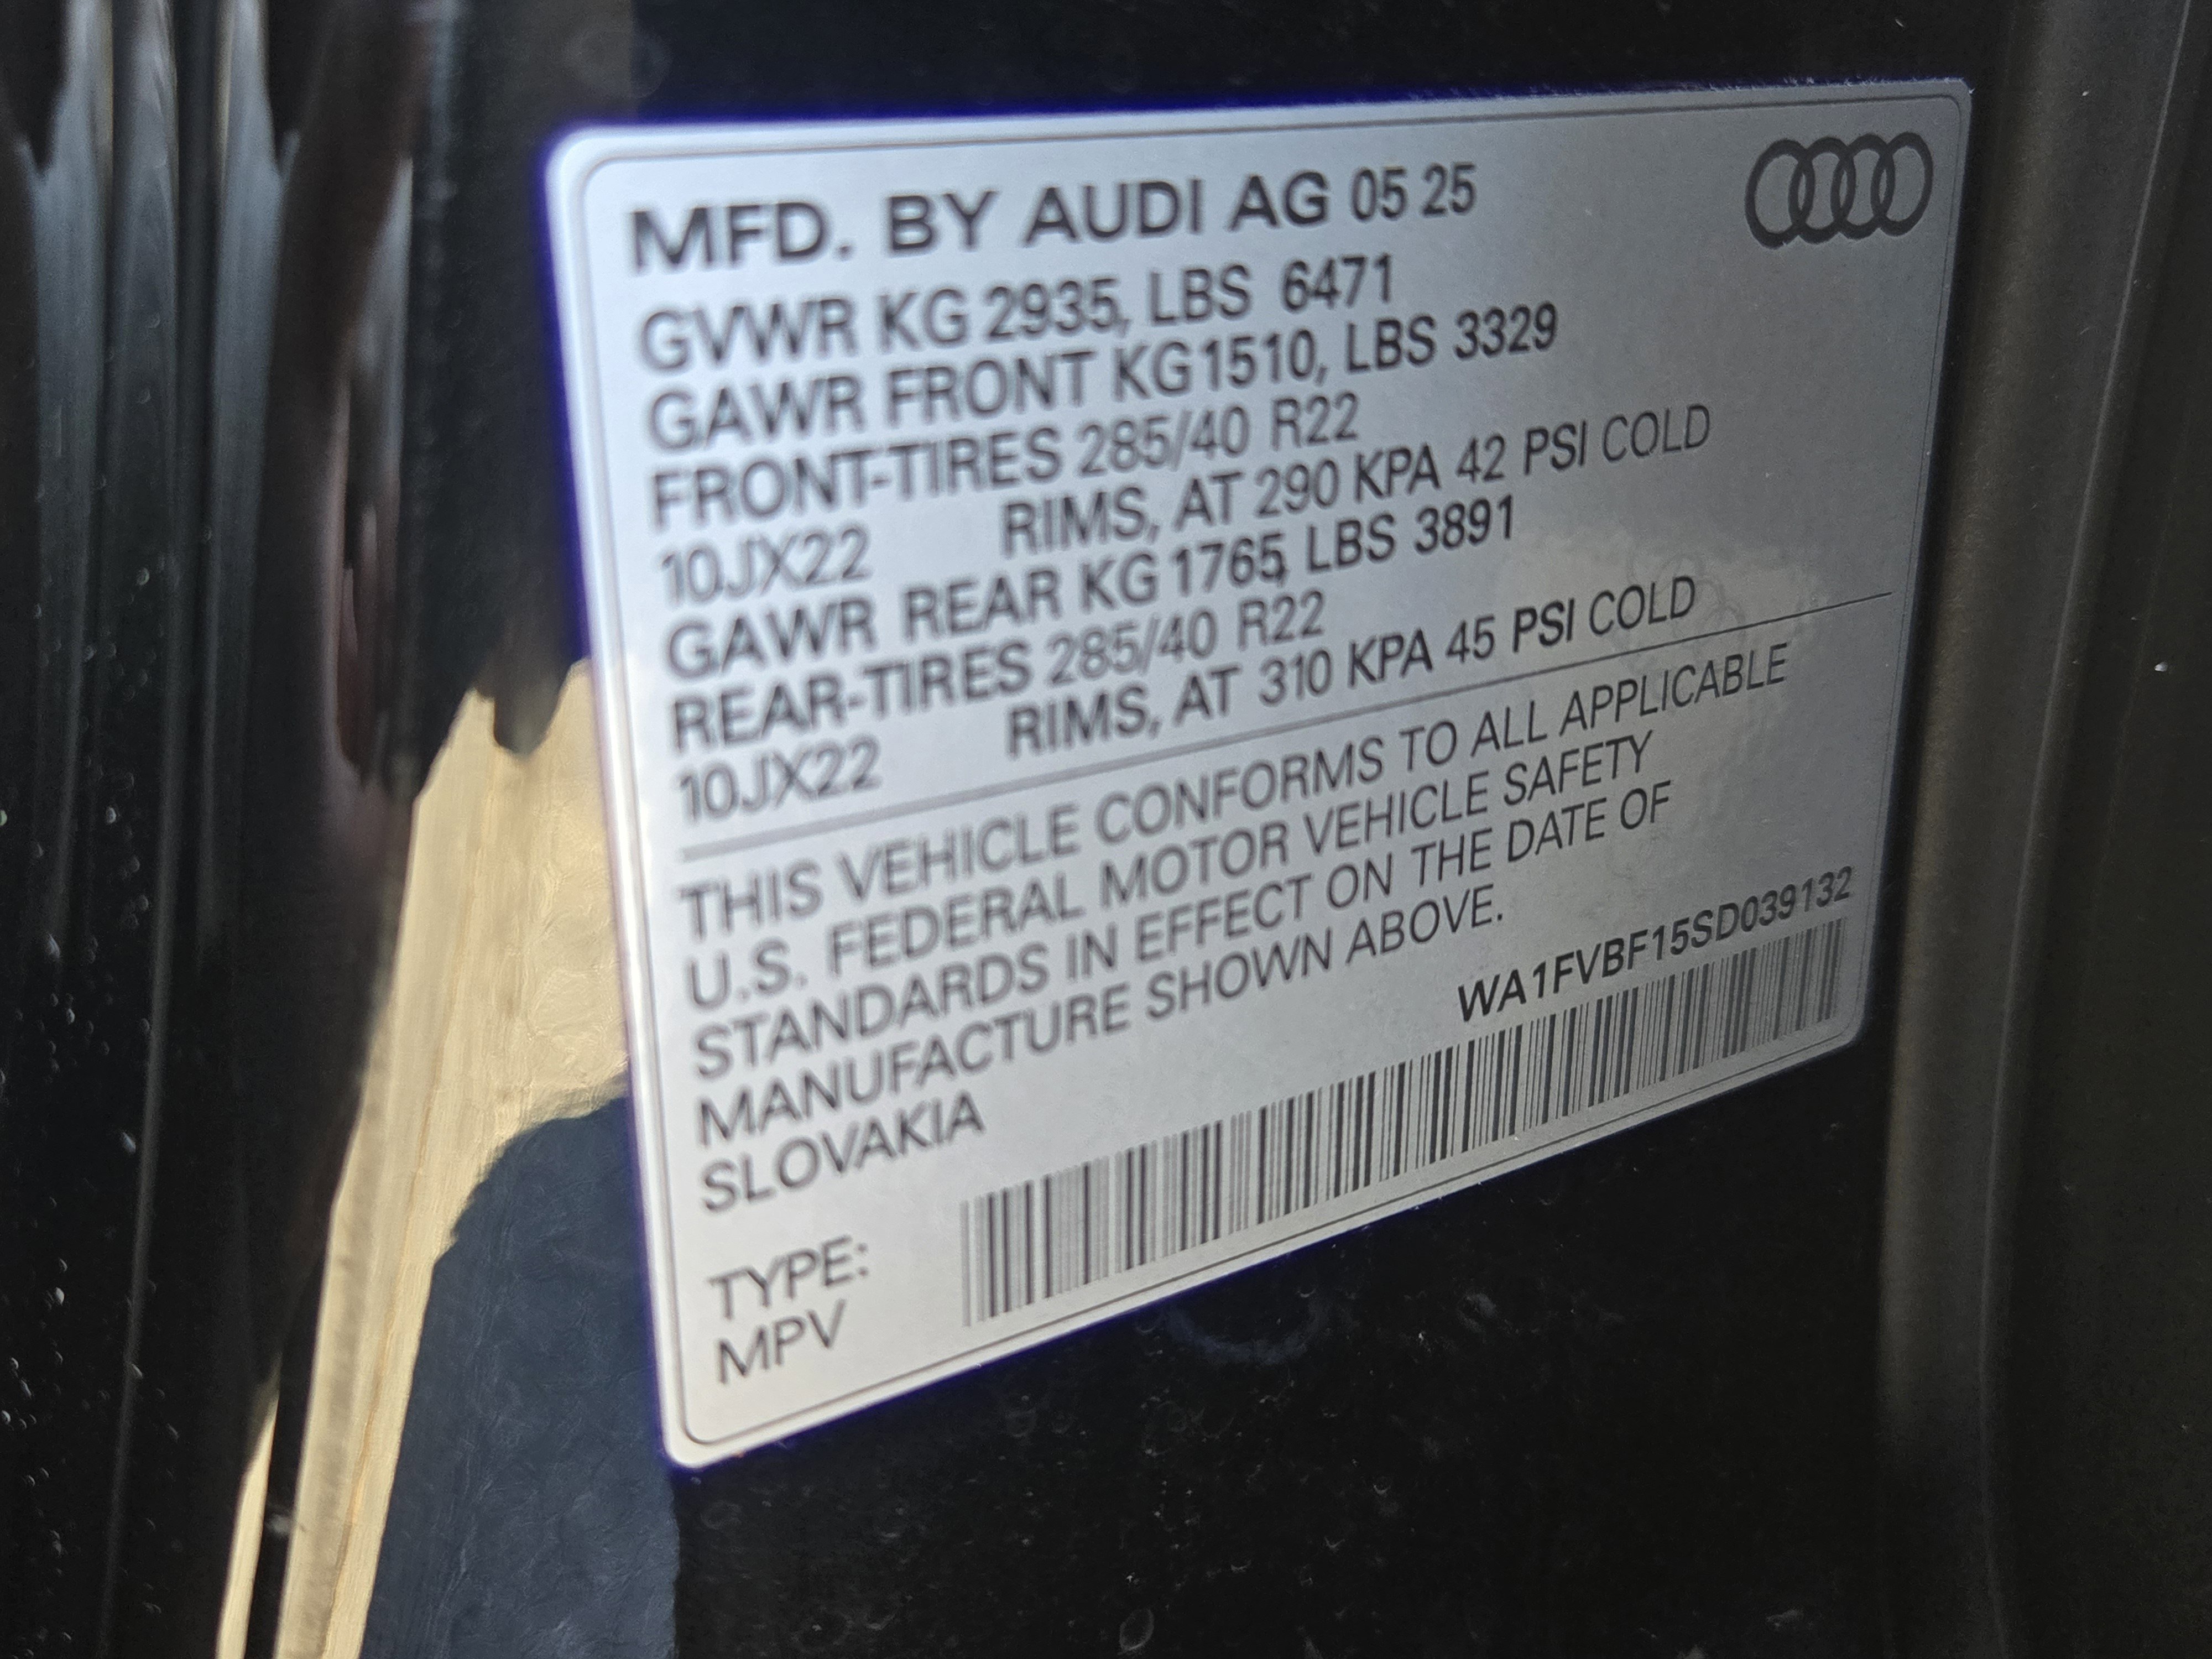 MFD. BY AUDI AG 05 25
GVWR KG 2935, LBS 6471
GAWR FRONT KG 1510, LBS 3329
FRONT-TIRES 285/40 R22
10JX22 RIMS, AT 290 KPA 42 PSI COLD
GAWR REAR KG 1765, LBS 3891
REAR-TIRES 285/40 R22
10JX22 RIMS, AT 310 KPA 45 PSI COLD
THIS VEHICLE CONFORMS TO ALL APPLICABLE
U.S. FEDERAL MOTOR VEHICLE SAFETY
STANDARDS IN EFFECT ON THE DATE OF
MANUFACTURE SHOWN ABOVE.
SLOVAKIA
WA1FVBF15SD039132
TYPE:
MPV